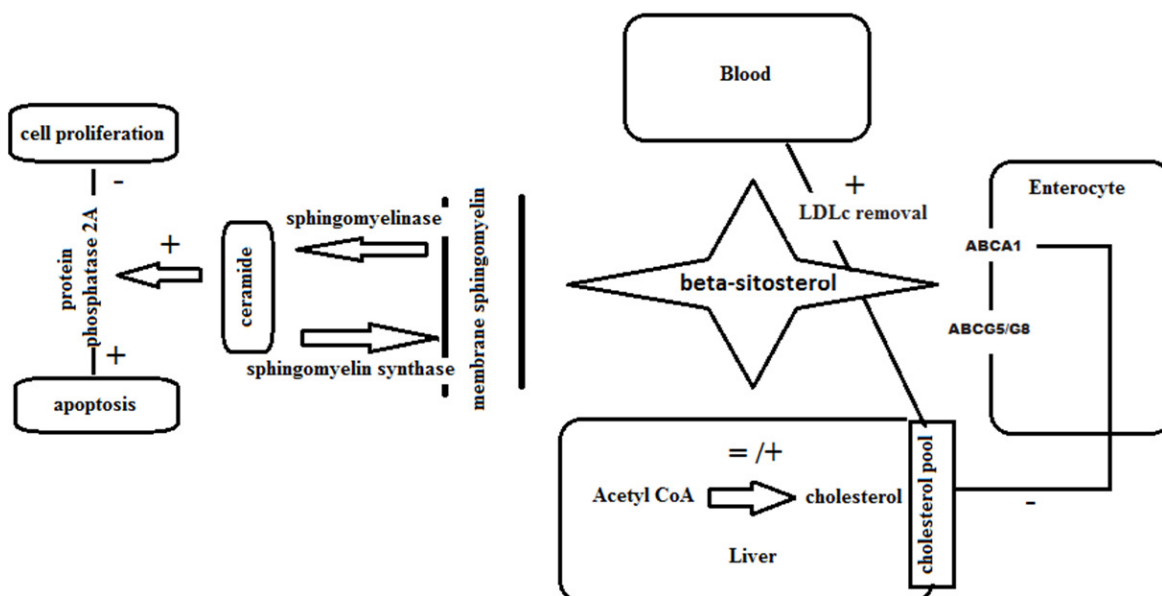 cell proliferation
-
protein
phosphatase 2A
+
apoptosis
+
ceramide
sphingomyelinase
sphingomyelin synthase
membrane sphingomyelin
Blood
+
LDLc removal
beta-sitosterol
Enterocyte
ABCA1
ABCG5/G8
= /+
Acetyl CoA
cholesterol
Liver
cholesterol pool
-